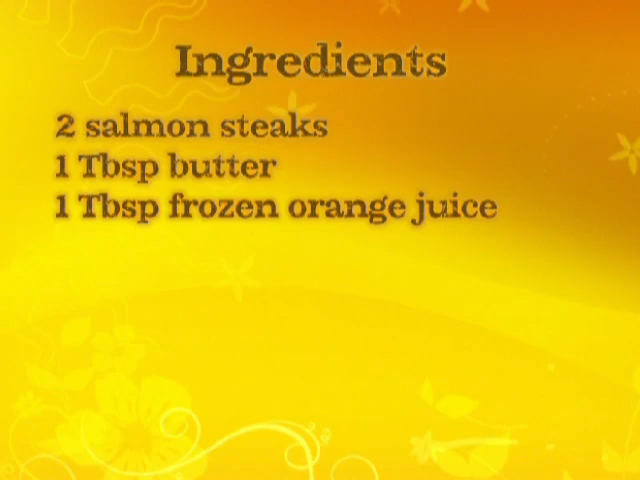 Ingredients
2 salmon steaks
1 Tbsp butter
1 Tbsp frozen orange juice